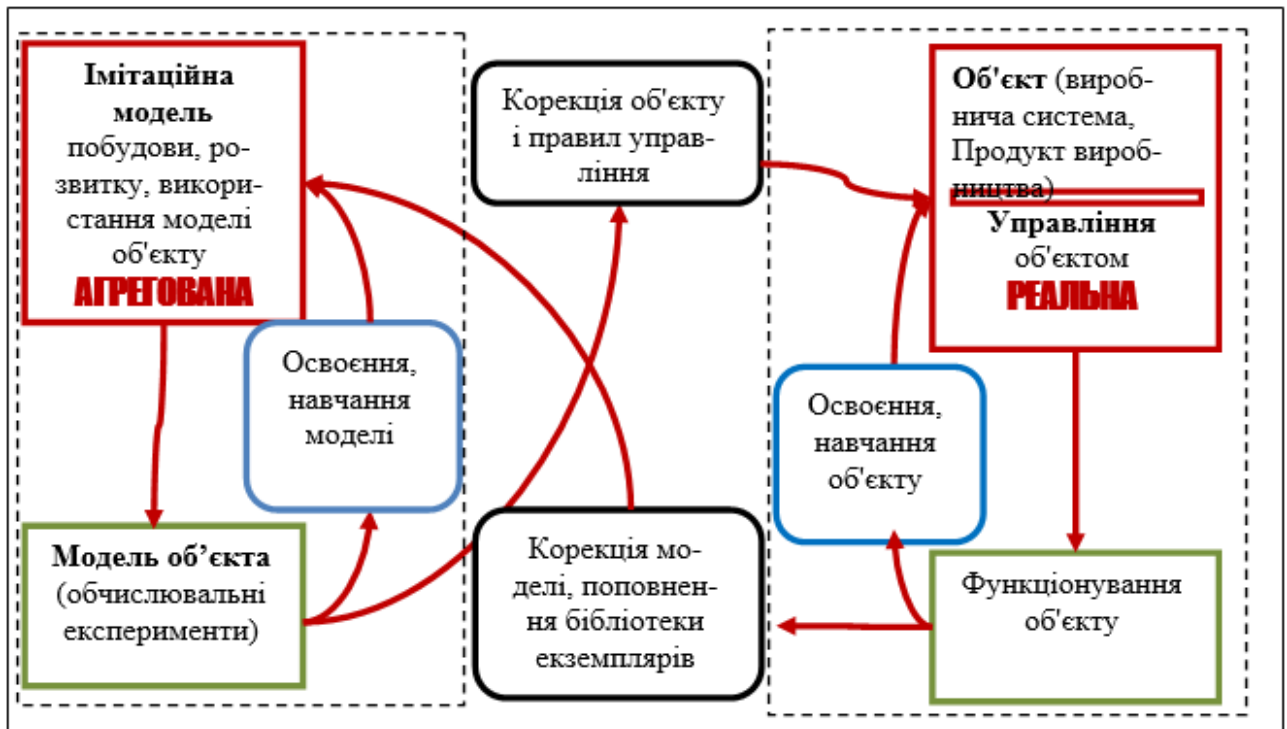 Імітаційна
модель
побудови, ро-
звитку, викори-
стання моделі
об'єкту
АГРЕГОВАНА
Освоєння,
навчання
моделі
Модель об’єкта
(обчислювальні
експерименти)
Корекція об'єкту
і правил управ-
ління
Корекція мо-
делі, поповнен-
ня бібліотеки
екземплярів
Об'єкт (вироб-
нича система,
Продукт вироб-
ництва)
Управління
об'єктом
РЕАЛЬНА
Освоєння,
навчання
об'єкту
Функціонування
об'єкту